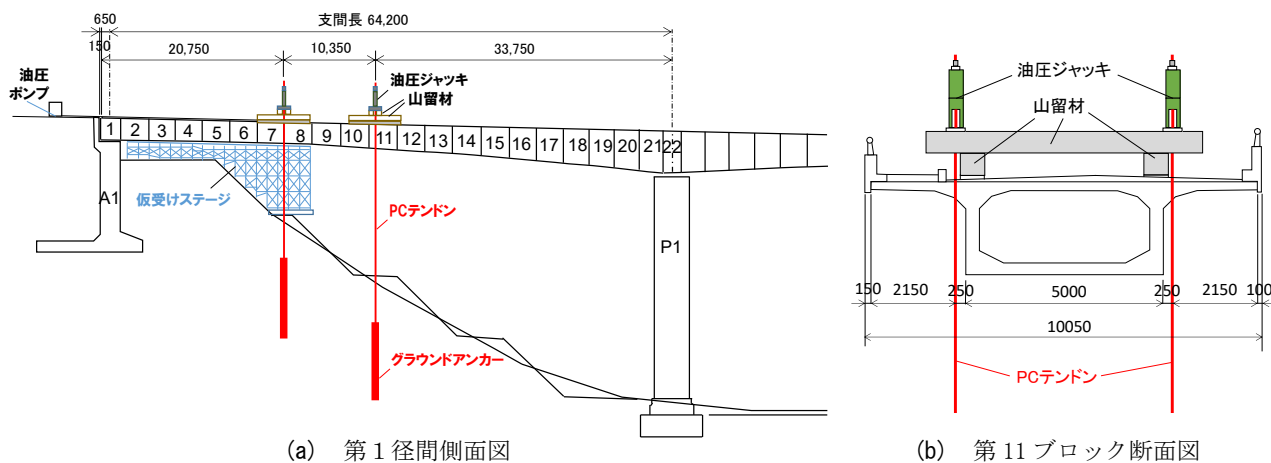 650
支間長 64,200
150
20,750
10,350
33,750
油圧
ポンプ
油圧ジャッキ
山留材
1 2 3 4 5 6 7 8 9 10 11 12 13 14 15 16 17 18 19 20 21 22
A1
仮受けステージ
PCテンドン
P1
グラウンドアンカー
(a) 第1径間側面図
油圧ジャッキ
山留材
150 2150 250 5000 250 2150 100
10050
PCテンドン
(b) 第11ブロック断面図